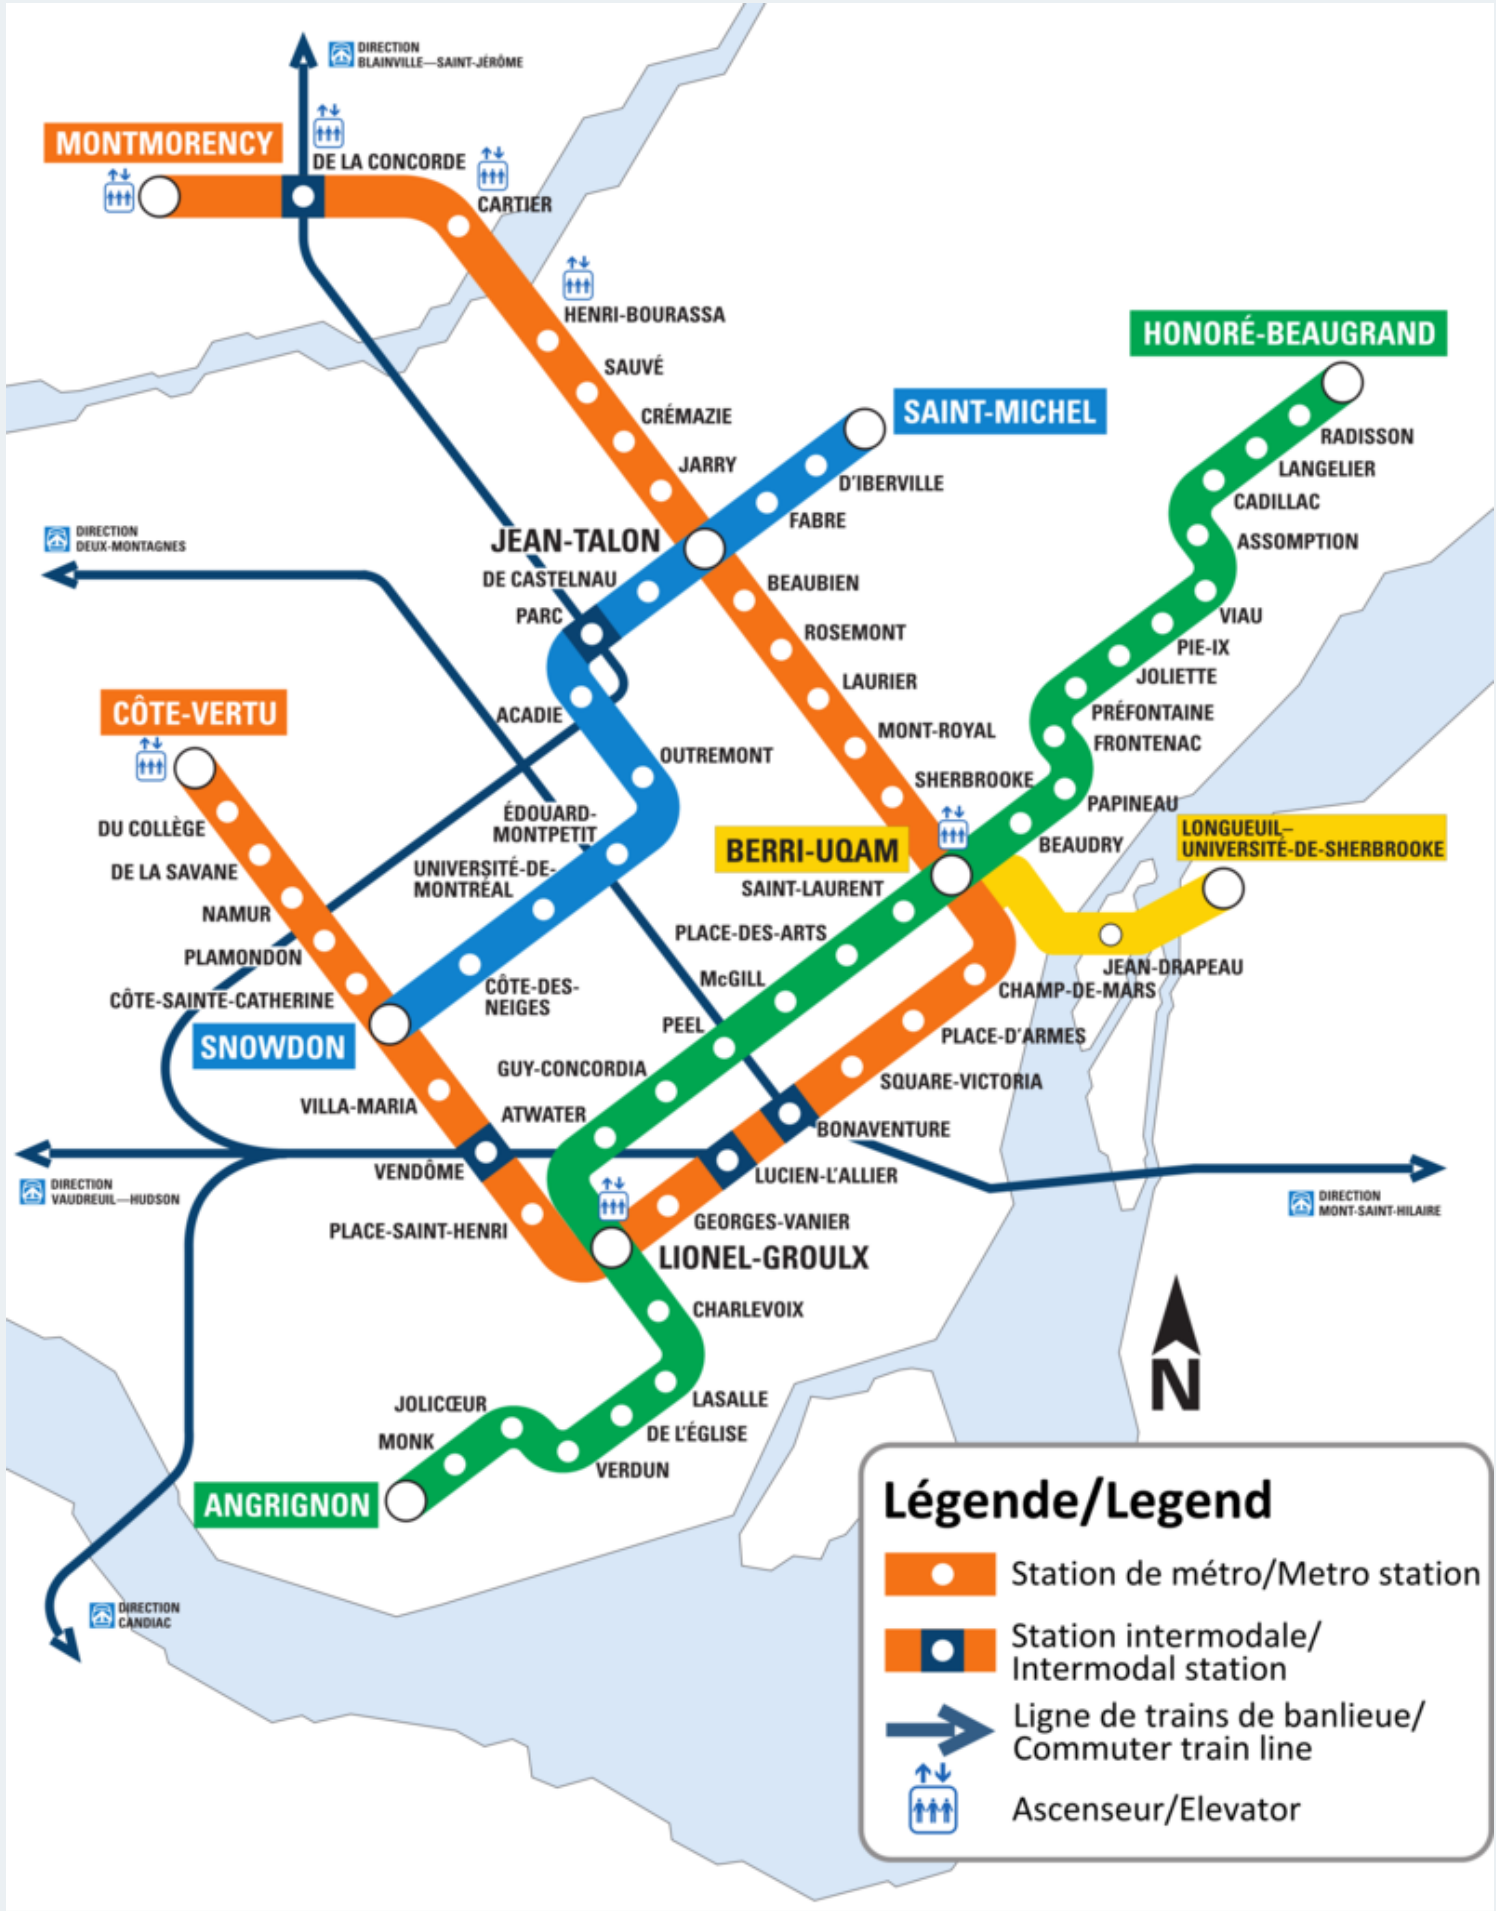 DIRECTION
BLAINVILLE—SAINT-JÉRÔME
MONTMORENCY
DE LA CONCORDE
CARTIER
HENRI-BOURASSA
HONORÉ-BEAUGRAND
SAUVÉ
SAINT-MICHEL
CRÉMAZIE
RADISSON
JARRY
LANGELIER
D'IBERVILLE
CADILLAC
FABRE
DIRECTION
DEUX-MONTAGNES
JEAN-TALON
ASSOMPTION
DE CASTELNAU
BEAUBIEN
PARC
VIAU
ROSEMONT
PIE-IX
JOLIETTE
LAURIER
CÔTE-VERTU
ACADIE
PRÉFONTAINE
MONT-ROYAL
FRONTENAC
OUTREMONT
SHERBROOKE
PAPINEAU
ÉDOUARD-
MONTPETIT
DU COLLÈGE
LONGUEUIL–
UNIVERSITÉ-DE-SHERBROOKE
BEAUDRY
BERRI-UQAM
DE LA SAVANE
UNIVERSITÉ-DE-
MONTRÉAL
SAINT-LAURENT
NAMUR
PLACE-DES-ARTS
PLAMONDON
JEAN-DRAPEAU
McGILL
CÔTE-DES-
NEIGES
CHAMP-DE-MARS
CÔTE-SAINTE-CATHERINE
PEEL
PLACE-D'ARMES
SNOWDON
GUY-CONCORDIA
SQUARE-VICTORIA
VILLA-MARIA
ATWATER
BONAVENTURE
VENDÔME
LUCIEN-L'ALLIER
DIRECTION
VAUDREUIL—HUDSON
DIRECTION
MONT-SAINT-HILAIRE
PLACE-SAINT-HENRI
GEORGES-VANIER
LIONEL-GROULX
CHARLEVOIX
N
JOLICŒUR
LASALLE
MONK
DE L'ÉGLISE
VERDUN
ANGRIGNON
DIRECTION
CANDIAC
Légende/Legend
Station de métro/Metro station
Station intermodale/
Intermodal station
Ligne de trains de banlieue/
Commuter train line
Ascenseur/Elevator